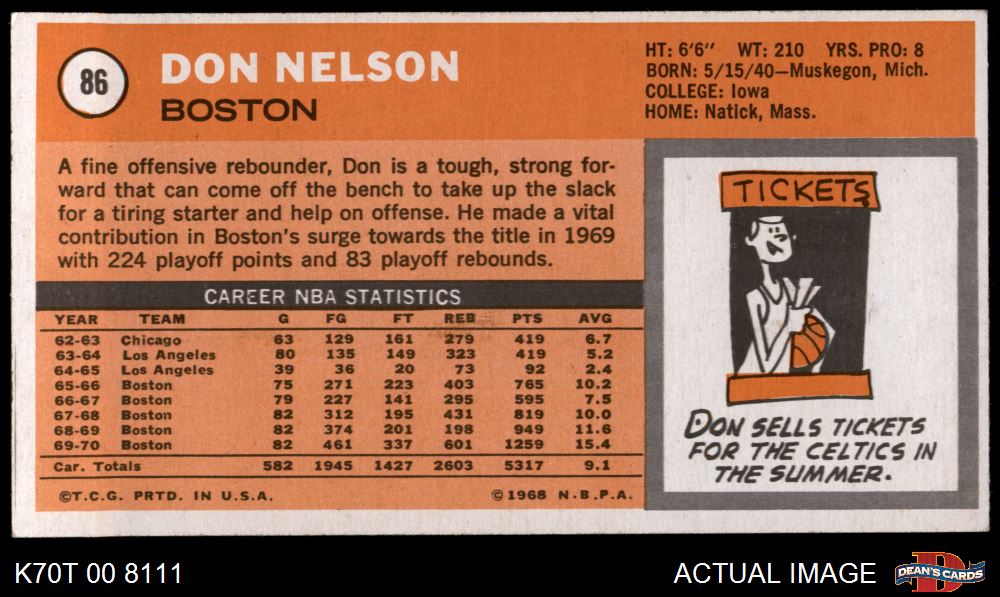 86
DON NELSON
BOSTON
HT: 6'6" WT: 210 YRS. PRO: 8
BORN: 5/15/40—Muskegon, Mich.
COLLEGE: Iowa
HOME: Natick, Mass.
A fine offensive rebounder, Don is a tough, strong for-
ward that can come off the bench to take up the slack
for a tiring starter and help on offense. He made a vital
contribution in Boston's surge towards the title in 1969
with 224 playoff points and 83 playoff rebounds.
CAREER NBA STATISTICS
YEAR TEAM G FG FT REB PTS AVG
62-63 Chicago 63 129 161 279 419 6.7
63-64 Los Angeles 80 135 149 323 419 5.2
64-65 Los Angeles 39 36 20 73 92 2.4
65-66 Boston 75 271 223 403 765 10.2
66-67 Boston 79 227 141 295 595 7.5
67-68 Boston 82 312 195 431 819 10.0
68-69 Boston 82 374 201 198 949 11.6
69-70 Boston 82 461 337 601 1259 15.4
Car. Totals 582 1945 1427 2603 5317 9.1
©T.C.G. PRTD. IN U.S.A. ©1968 N.B.P.A.
TICKETS
DON SELLS TICKETS
FOR THE CELTICS IN
THE SUMMER.
K70T 00 8111
ACTUAL IMAGE
DEAN'S CARDS